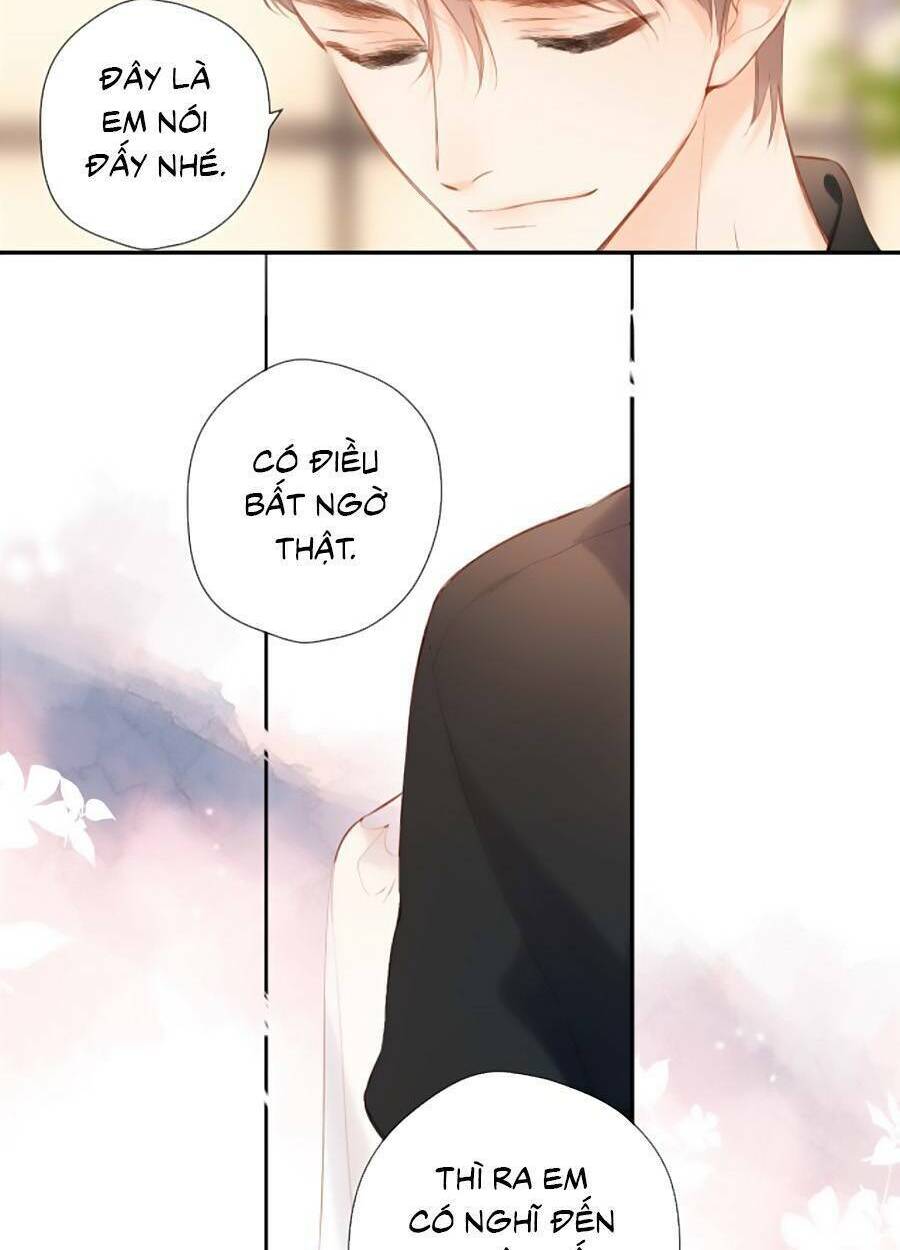 ĐÂY LÀ
EM NÓI
ĐẤY NHÉ.
CÓ ĐIỀU
BẤT NGỜ
THẬT.
THÌ RA EM
CÓ NGHĨ ĐẾN